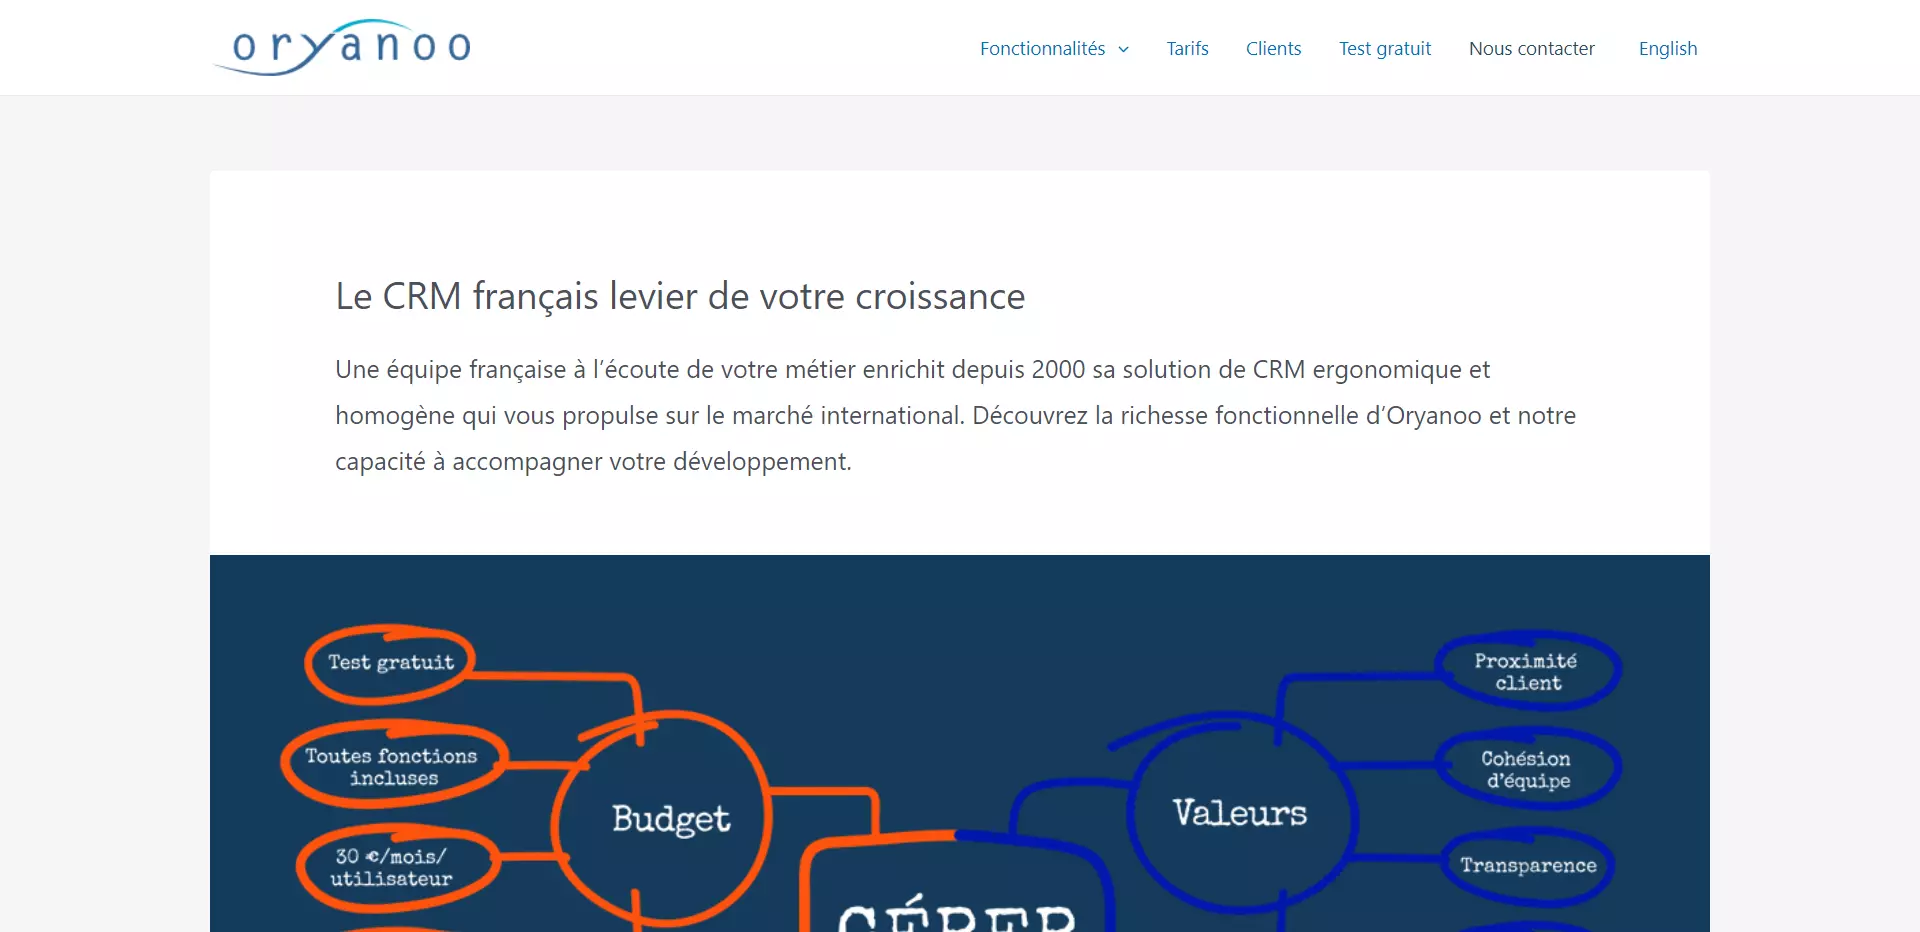 oryanoo
Fonctionnalités
Tarifs
Clients
Test gratuit
Nous contacter
English
Le CRM français levier de votre croissance
Une équipe française à l’écoute de votre métier enrichit depuis 2000 sa solution de CRM ergonomique et
homogène qui vous propulse sur le marché international. Découvrez la richesse fonctionnelle d’Oryanoo et notre
capacité à accompagner votre développement.
Test gratuit
Toutes fonctions
incluses
30 €/mois/
utilisateur
Budget
GÉRER
Valeurs
Proximité
client
Cohésion
d’équipe
Transparence